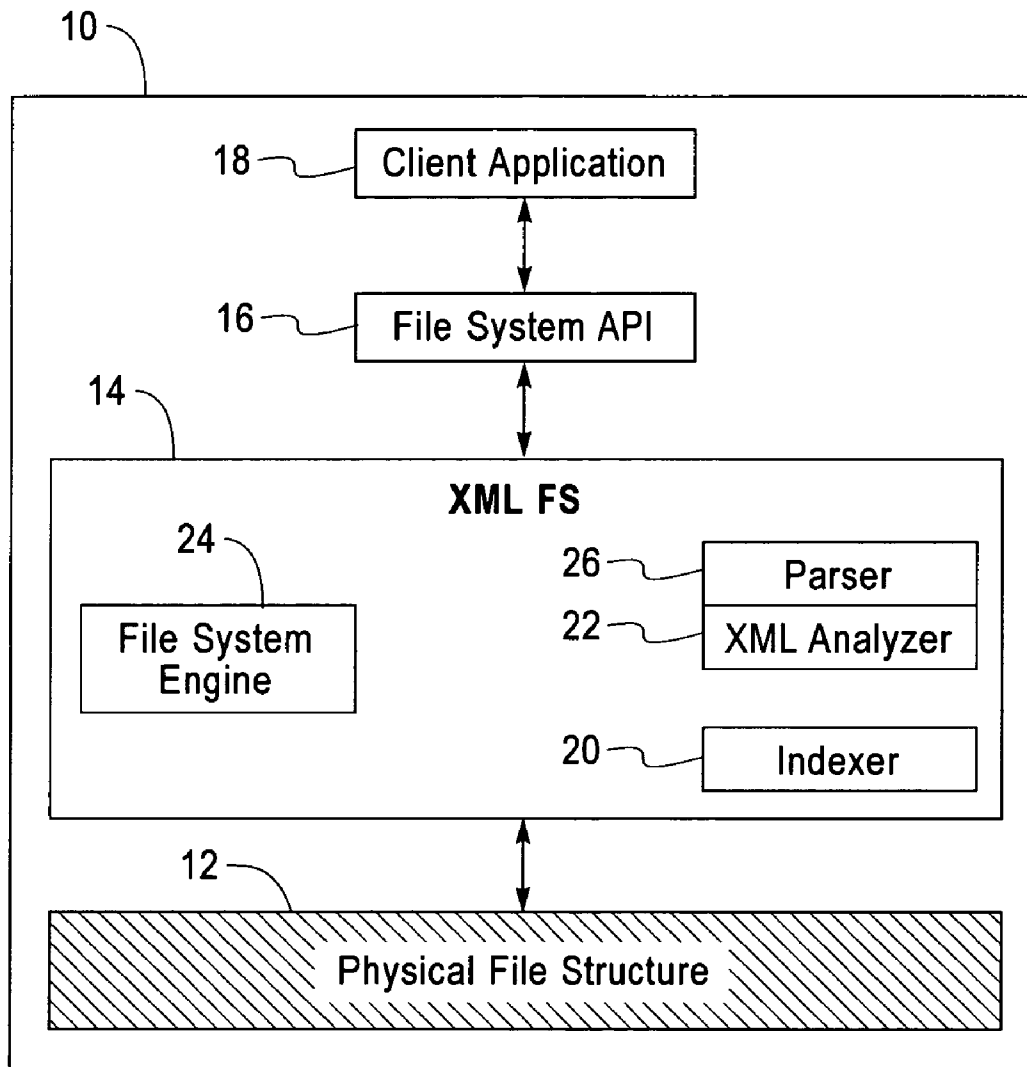 10
18
Client Application
16
File System API
14
XML FS
24
File System
Engine
26
Parser
22
XML Analyzer
20
Indexer
12
Physical File Structure